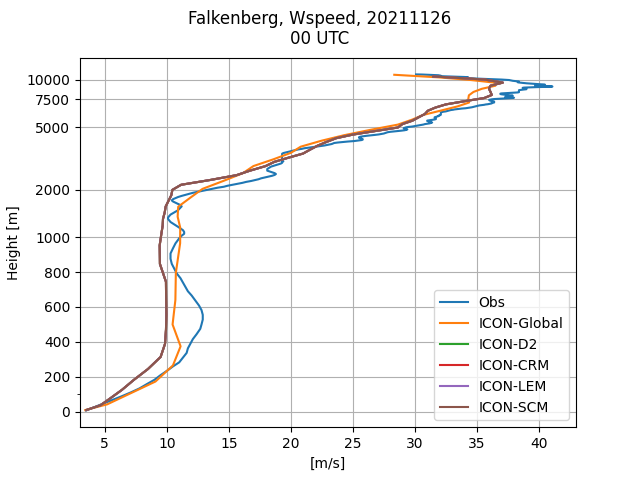 Falkenberg, Wspeed, 20211126
00 UTC
10000
7500
5000
2000
1000
800
600
400
200
0
Height [m]
Obs
ICON-Global
ICON-D2
ICON-CRM
ICON-LEM
ICON-SCM
5 10 15 20 25 30 35 40
[m/s]